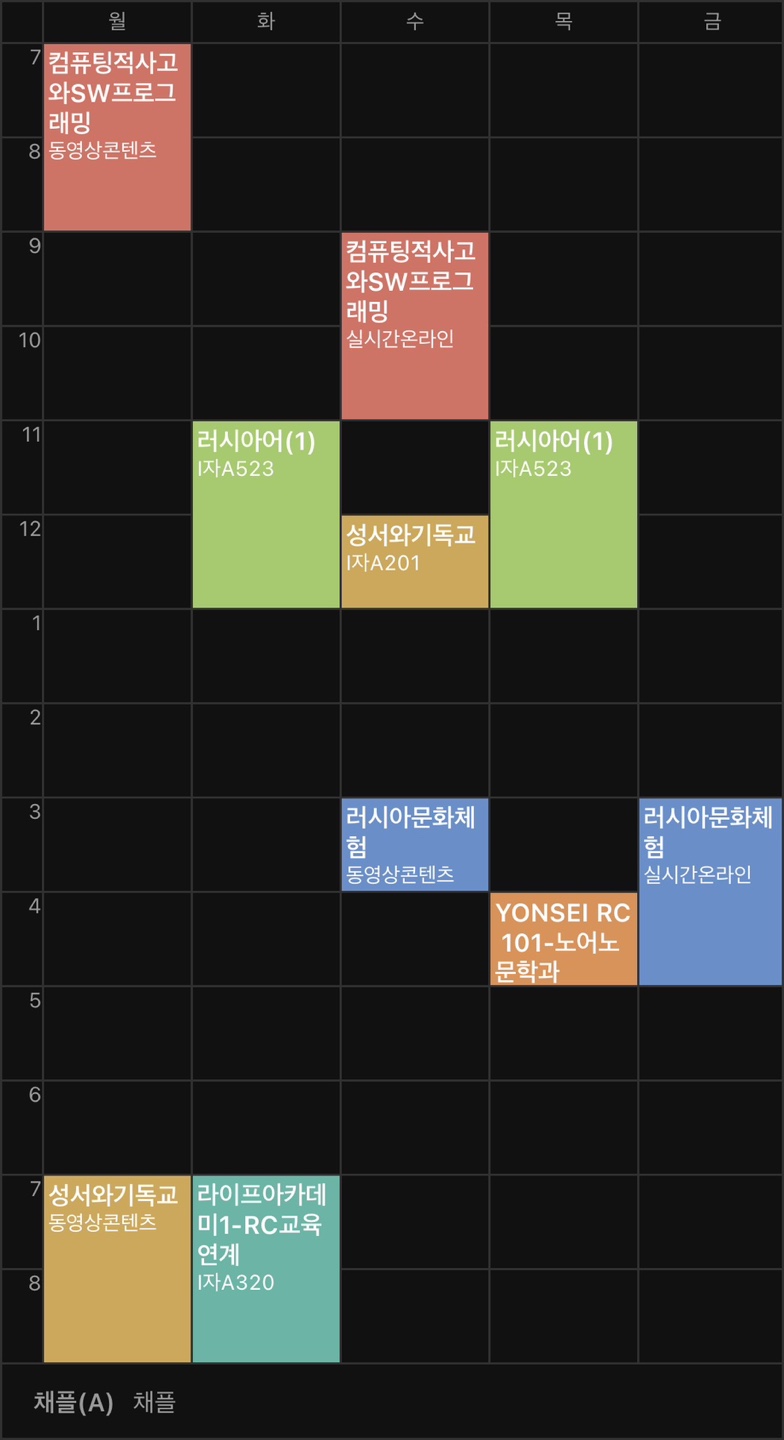 월 화 수 목 금
7
컴퓨팅적사고
와SW프로그
래밍
동영상콘텐츠
8
9
컴퓨팅적사고
와SW프로그
래밍
실시간온라인
10
11
러시아어(1)
I자A523
러시아어(1)
I자A523
12
성서와기독교
I자A201
1
2
3
러시아문화체
험
동영상콘텐츠
러시아문화체
험
실시간온라인
4
YONSEI RC
101-노어노
문학과
5
6
7
성서와기독교
동영상콘텐츠
라이프아카데
미1-RC교육
연계
I자A320
8
채플(A) 채플